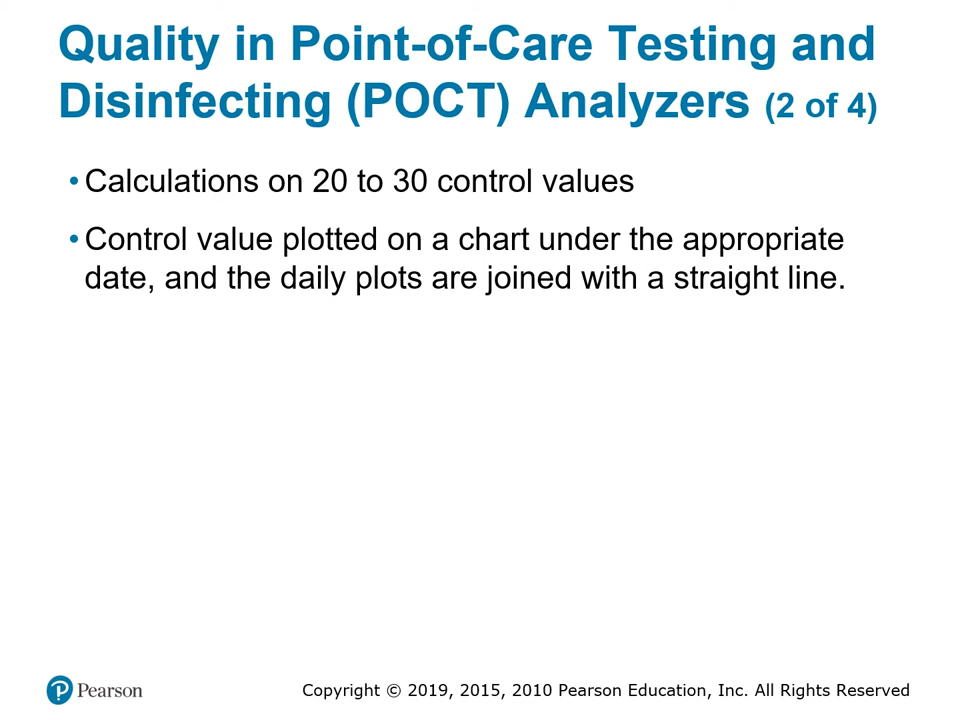 Quality in Point-of-Care Testing and
Disinfecting (POCT) Analyzers (2 of 4)
• Calculations on 20 to 30 control values
• Control value plotted on a chart under the appropriate
date, and the daily plots are joined with a straight line.
Pearson
Copyright © 2019, 2015, 2010 Pearson Education, Inc. All Rights Reserved